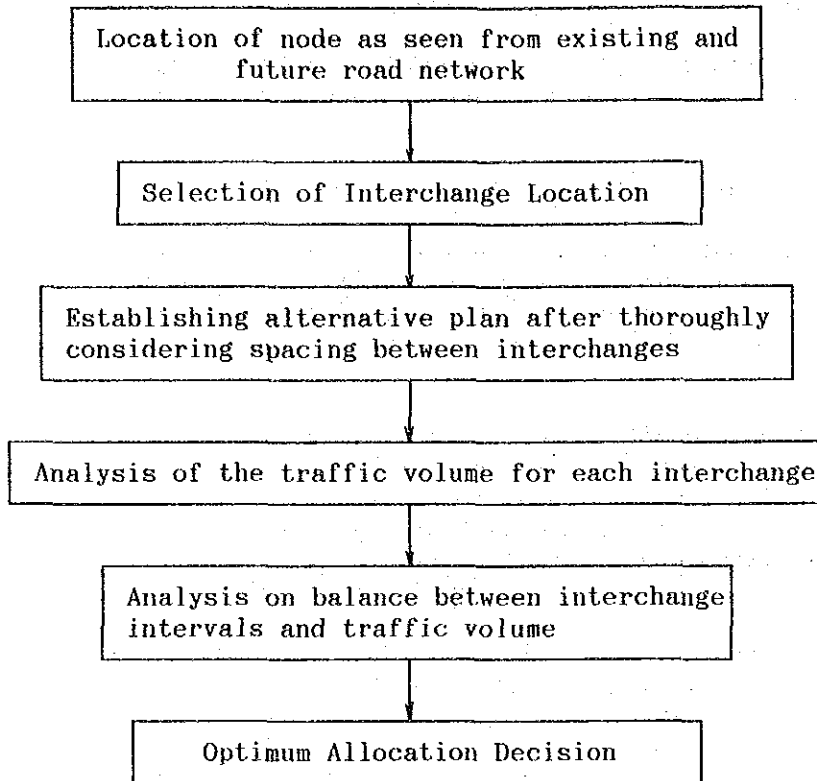 Location of node as seen from existing and
future road network
Selection of Interchange Location
Establishing alternative plan after thoroughly
considering spacing between interchanges
Analysis of the traffic volume for each interchange
Analysis on balance between interchange
intervals and traffic volume
Optimum Allocation Decision